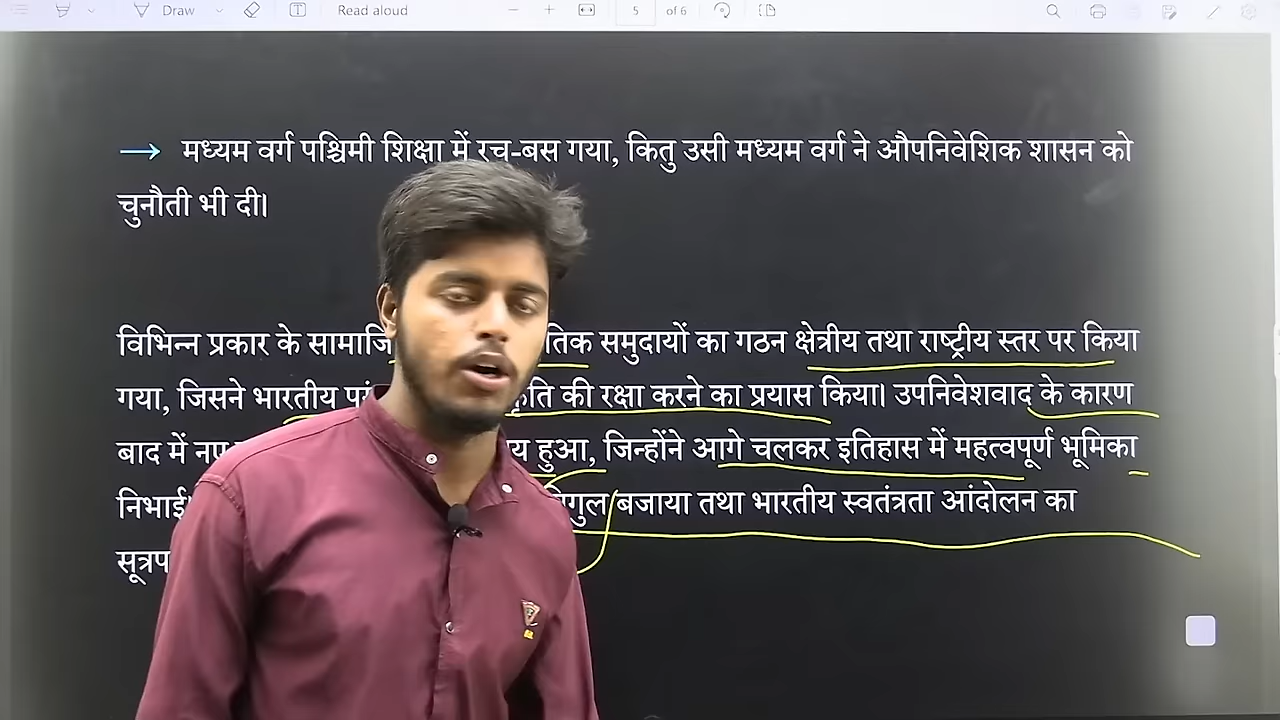 Draw
Read aloud
5 of 6
मध्यम वर्ग पश्चिमी शिक्षा में रच-बस गया, कितु उसी मध्यम वर्ग ने औपनिवेशिक शासन को
चुनौती भी दी।
विभिन्न प्रकार के समुदायों का गठन क्षेत्रीय तथा राष्ट्रीय स्तर पर किया
गया, जिसने भारतीय की रक्षा करने का प्रयास किया। उपनिवेशवाद के कारण
बाद में हुआ, जिन्होंने आगे चलकर इतिहास में महत्वपूर्ण भूमिका
निभाई बजाया तथा भारतीय स्वतंत्रता आंदोलन का